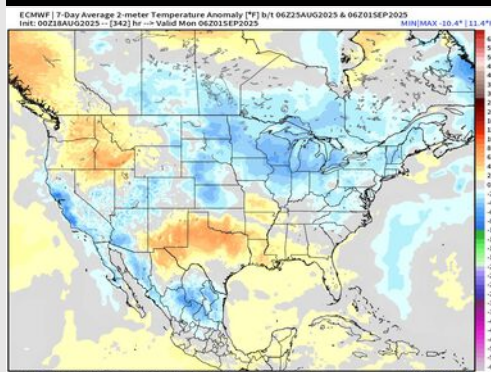 ECMWF | 7-Day Average 2-meter Temperature Anomaly [°F] b/t 06Z25AUG2025 & 06Z01SEP2025
Init: 00Z18AUG2025 -- [342] hr --> Valid Mon 06Z01SEP2025 MIN|MAX -10.4° | 11.4°F